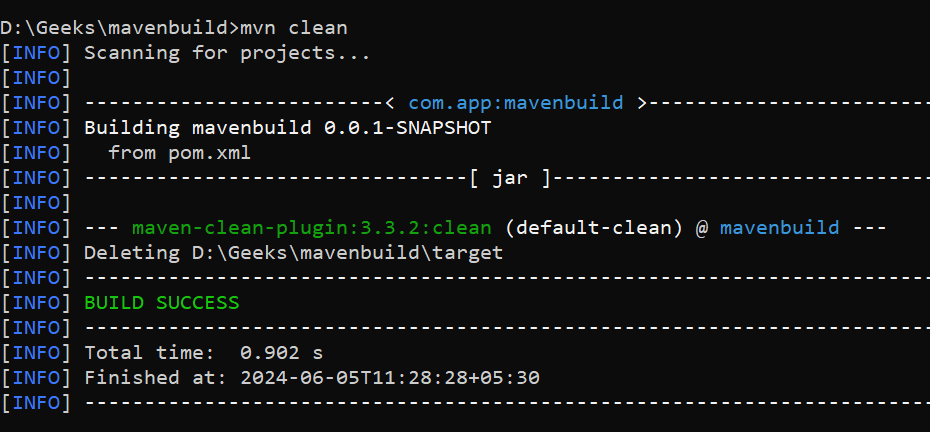 D:\Geeks\mavenbuild>mvn clean
[INFO] Scanning for projects...
[INFO]
[INFO] -------------------------< com.app:mavenbuild >------------------------
[INFO] Building mavenbuild 0.0.1-SNAPSHOT
[INFO]   from pom.xml
[INFO] --------------------------------[ jar ]--------------------------------
[INFO]
[INFO] --- maven-clean-plugin:3.3.2:clean (default-clean) @ mavenbuild ---
[INFO] Deleting D:\Geeks\mavenbuild\target
[INFO] -----------------------------------------------------------------------
[INFO] BUILD SUCCESS
[INFO] -----------------------------------------------------------------------
[INFO] Total time:  0.902 s
[INFO] Finished at: 2024-06-05T11:28:28+05:30
[INFO] -----------------------------------------------------------------------